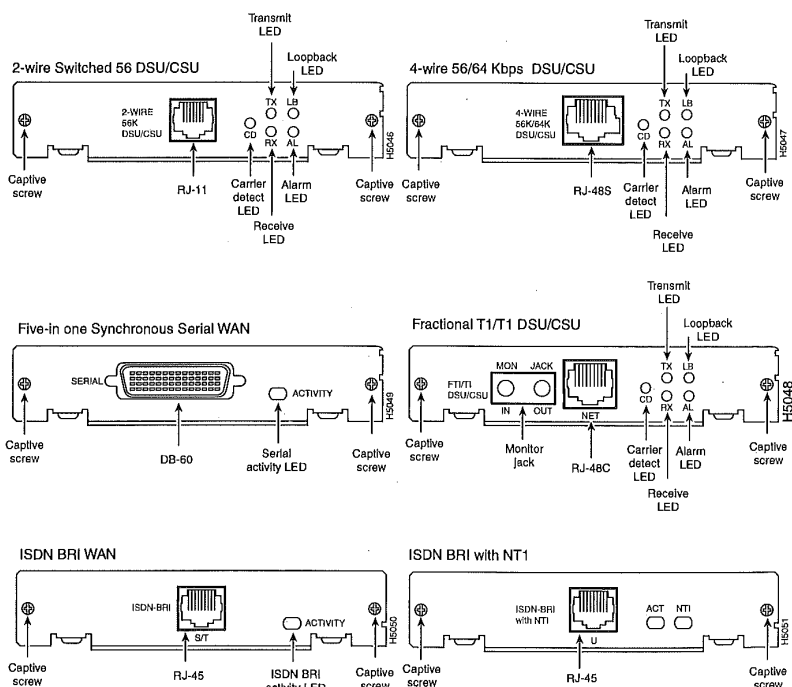 Transmit
LED
Loopback
LED
2-wire Switched 56 DSU/CSU
2-WIRE
56K
DSU/CSU
TX
LB
CD
RX
AL
H5046
Captive
screw
RJ-11
Carrier
detect
LED
Alarm
LED
Captive
screw
Receive
LED
Transmit
LED
Loopback
LED
4-wire 56/64 Kbps DSU/CSU
4-WIRE
56K/64K
DSU/CSU
TX
LB
CD
RX
AL
H5047
Captive
screw
RJ-48S
Carrier
detect
LED
Alarm
LED
Captive
screw
Receive
LED
Five-in one Synchronous Serial WAN
SERIAL
ACTIVITY
H5049
Captive
screw
DB-60
Serial
activity LED
Captive
screw
Transmit
LED
Loopback
LED
Fractional T1/T1 DSU/CSU
FT1/T1
DSU/CSU
MON JACK
IN OUT
NET
TX
LB
CD
RX
AL
H5048
Captive
screw
Monitor
jack
RJ-48C
Carrier
detect
LED
Alarm
LED
Captive
screw
Receive
LED
ISDN BRI WAN
ISDN-BRI
S/T
ACTIVITY
H5050
Captive
screw
RJ-45
ISDN BRI
activity LED
Captive
screw
ISDN BRI with NT1
ISDN-BRI
with NT1
U
ACT NT1
H5051
Captive
screw
RJ-45
Captive
screw